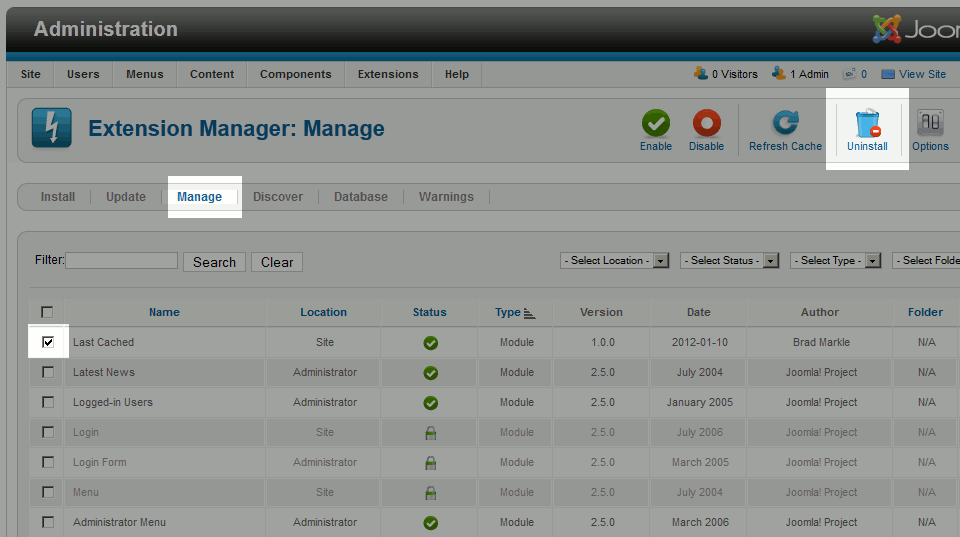 Administration
Site Users Menus Content Components Extensions Help 0 Visitors 1 Admin 0 View Site
Extension Manager: Manage
Enable Disable Refresh Cache Uninstall Options
Install Update Manage Discover Database Warnings
Filter: Search Clear - Select Location - - Select Status - - Select Type - - Select Folde
Name Location Status Type Version Date Author Folder
Last Cached Site Module 1.0.0 2012-01-10 Brad Markle N/A
Latest News Administrator Module 2.5.0 July 2004 Joomla! Project N/A
Logged-in Users Administrator Module 2.5.0 January 2005 Joomla! Project N/A
Login Site Module 2.5.0 July 2006 Joomla! Project N/A
Login Form Administrator Module 2.5.0 March 2005 Joomla! Project N/A
Menu Site Module 2.5.0 July 2004 Joomla! Project N/A
Administrator Menu Administrator Module 2.5.0 March 2006 Joomla! Project N/A